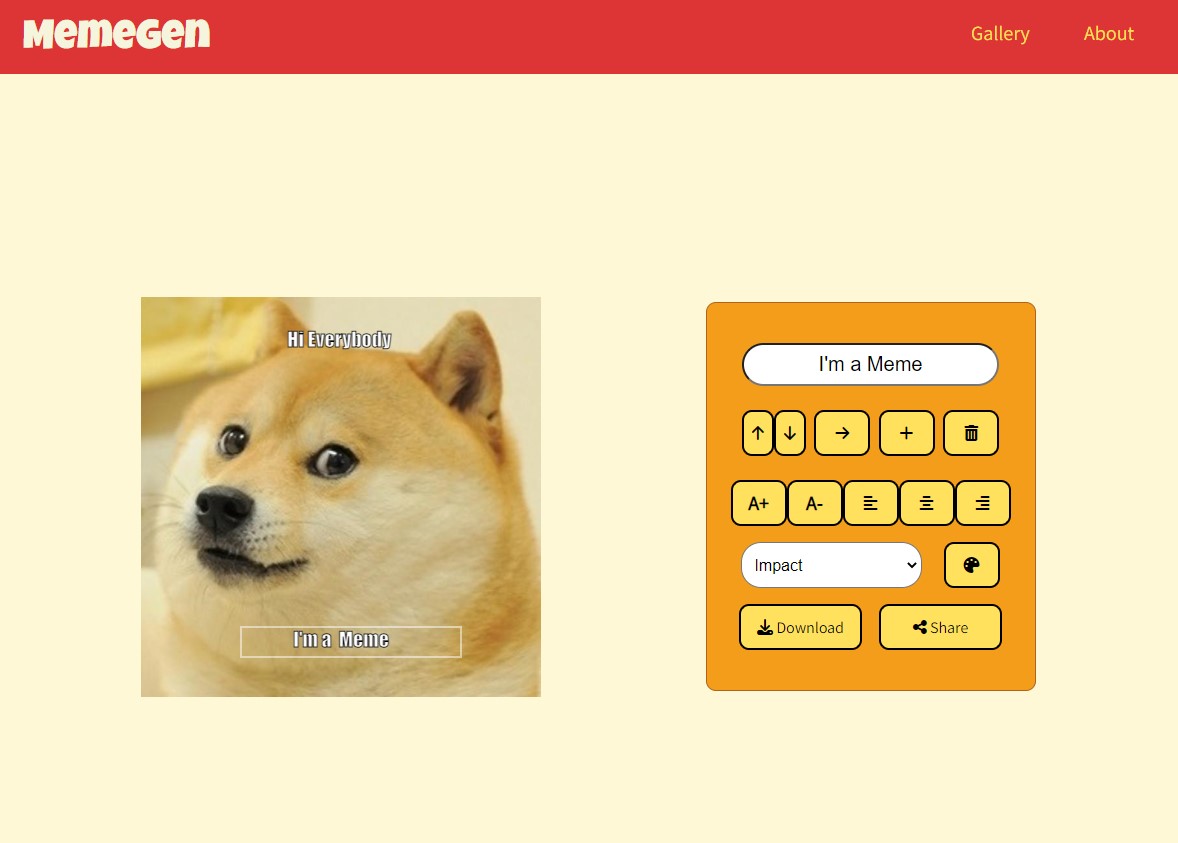 MemeGen
Gallery
About
Hi Everybody
I'm a Meme
I'm a Meme
A+
A-
Impact
Download
Share